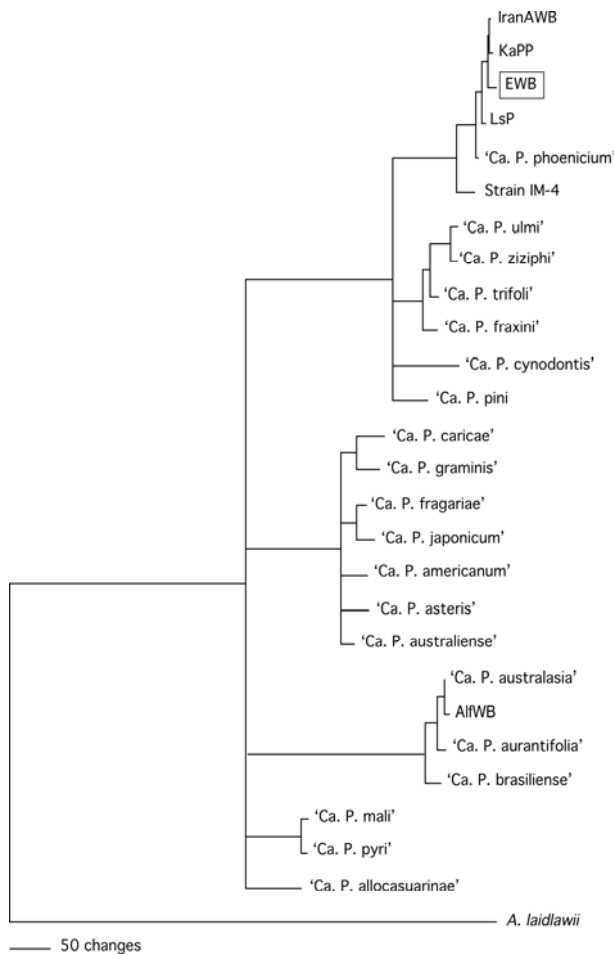 IranAWB
KaPP
EWB
LsP
‘Ca. P. phoenicium’
Strain IM-4
‘Ca. P. ulmi’
‘Ca. P. ziziphi’
‘Ca. P. trifoli’
‘Ca. P. fraxini’
‘Ca. P. cynodontis’
‘Ca. P. pini
‘Ca. P. caricae’
‘Ca. P. graminis’
‘Ca. P. fragariae’
‘Ca. P. japonicum’
‘Ca. P. americanum’
‘Ca. P. asteris’
‘Ca. P. australiense’
‘Ca. P. australasia’
AlfWB
‘Ca. P. aurantifolia’
‘Ca. P. brasiliense’
‘Ca. P. mali’
‘Ca. P. pyri’
‘Ca. P. allocasuarinae’
A. laidlawii
50 changes